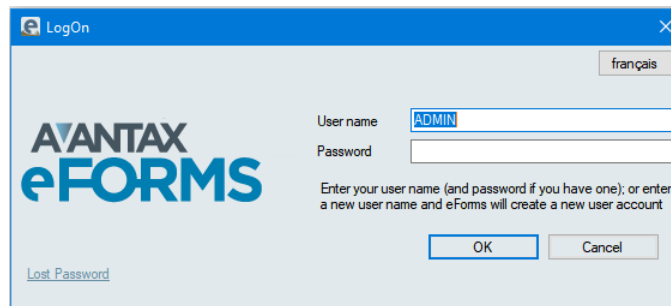 LogOn
français
User name
ADMIN
Password
AVANTAX
eFORMS
Enter your user name (and password if you have one); or enter
a new user name and eForms will create a new user account
OK
Cancel
Lost Password